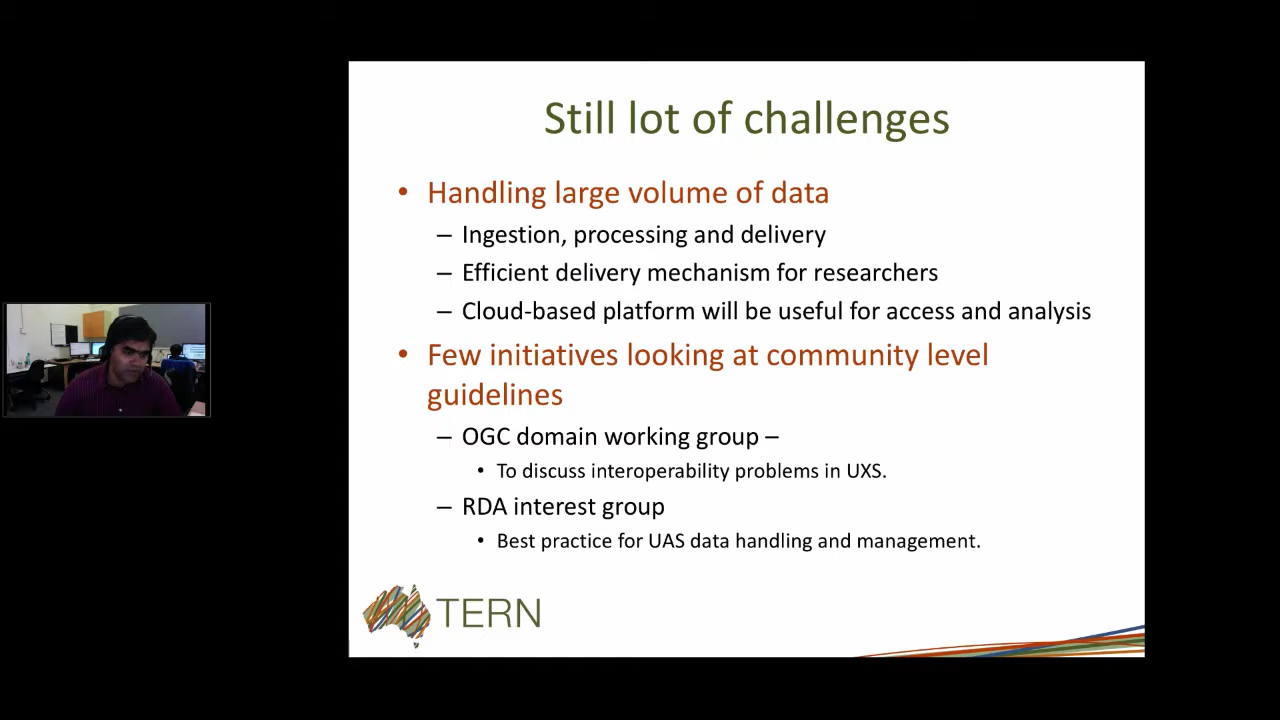 Still lot of challenges
• Handling large volume of data
– Ingestion, processing and delivery
– Efficient delivery mechanism for researchers
– Cloud-based platform will be useful for access and analysis
• Few initiatives looking at community level
guidelines
– OGC domain working group –
• To discuss interoperability problems in UXS.
– RDA interest group
• Best practice for UAS data handling and management.
TERN